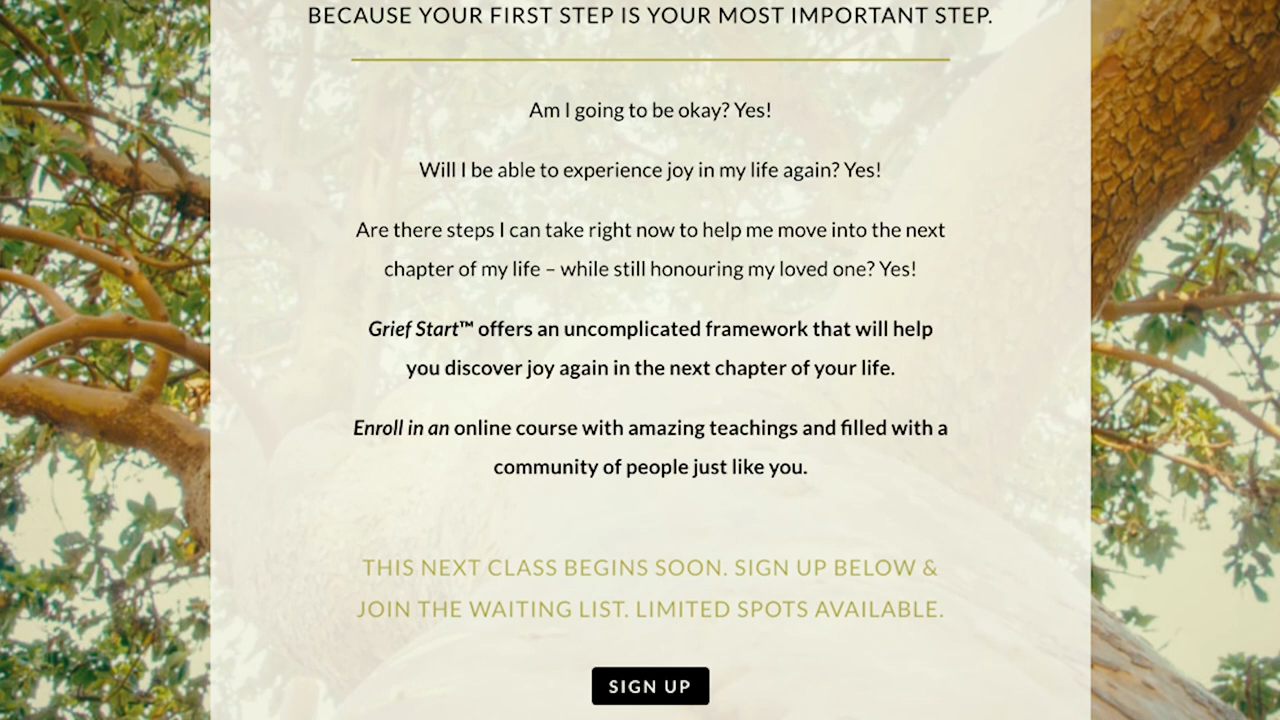 BECAUSE YOUR FIRST STEP IS YOUR MOST IMPORTANT STEP.
Am I going to be okay? Yes!
Will I be able to experience joy in my life again? Yes!
Are there steps I can take right now to help me move into the next
chapter of my life – while still honouring my loved one? Yes!
Grief Start™ offers an uncomplicated framework that will help
you discover joy again in the next chapter of your life.
Enroll in an online course with amazing teachings and filled with a
community of people just like you.
THIS NEXT CLASS BEGINS SOON. SIGN UP BELOW &
JOIN THE WAITING LIST. LIMITED SPOTS AVAILABLE.
SIGN UP